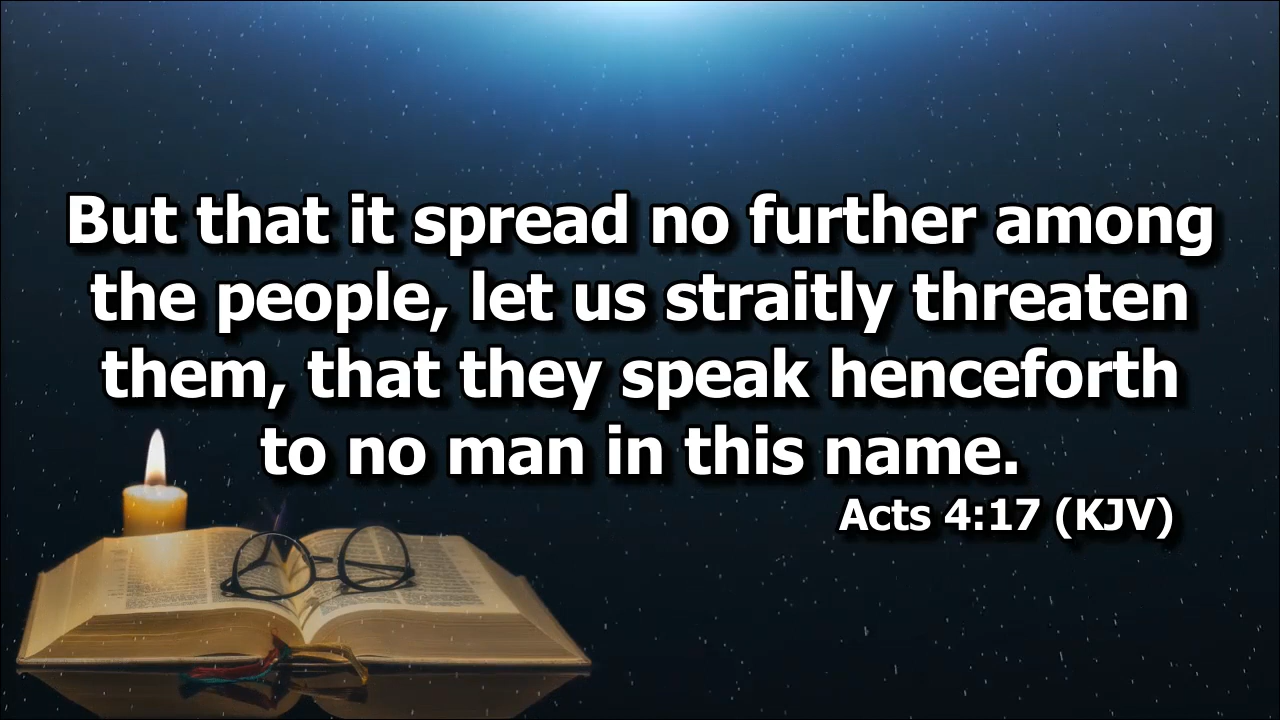 But that it spread no further among
the people, let us straitly threaten
them, that they speak henceforth
to no man in this name.
Acts 4:17 (KJV)